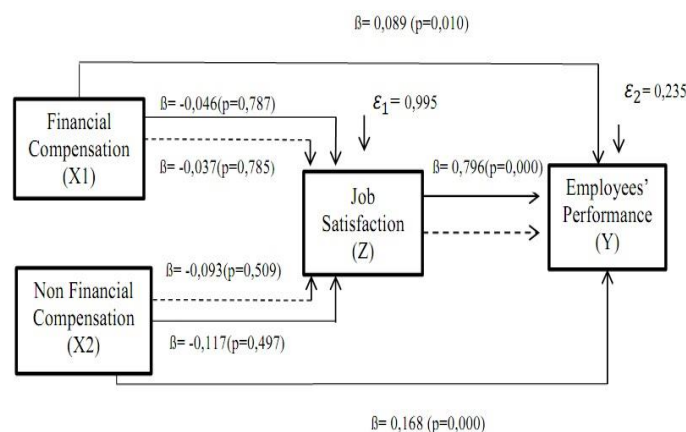 ß= 0,089 (p=0,010)
ε₁ = 0,995
ε₂ = 0,235
Financial
Compensation
(X1)
ß= -0,046(p=0,787)
ß= -0,037(p=0,785)
Job
Satisfaction
(Z)
ß= 0,796(p=0,000)
Employees'
Performance
(Y)
Non Financial
Compensation
(X2)
ß= -0,093(p=0,509)
ß= -0,117(p=0,497)
ß= 0,168 (p=0,000)